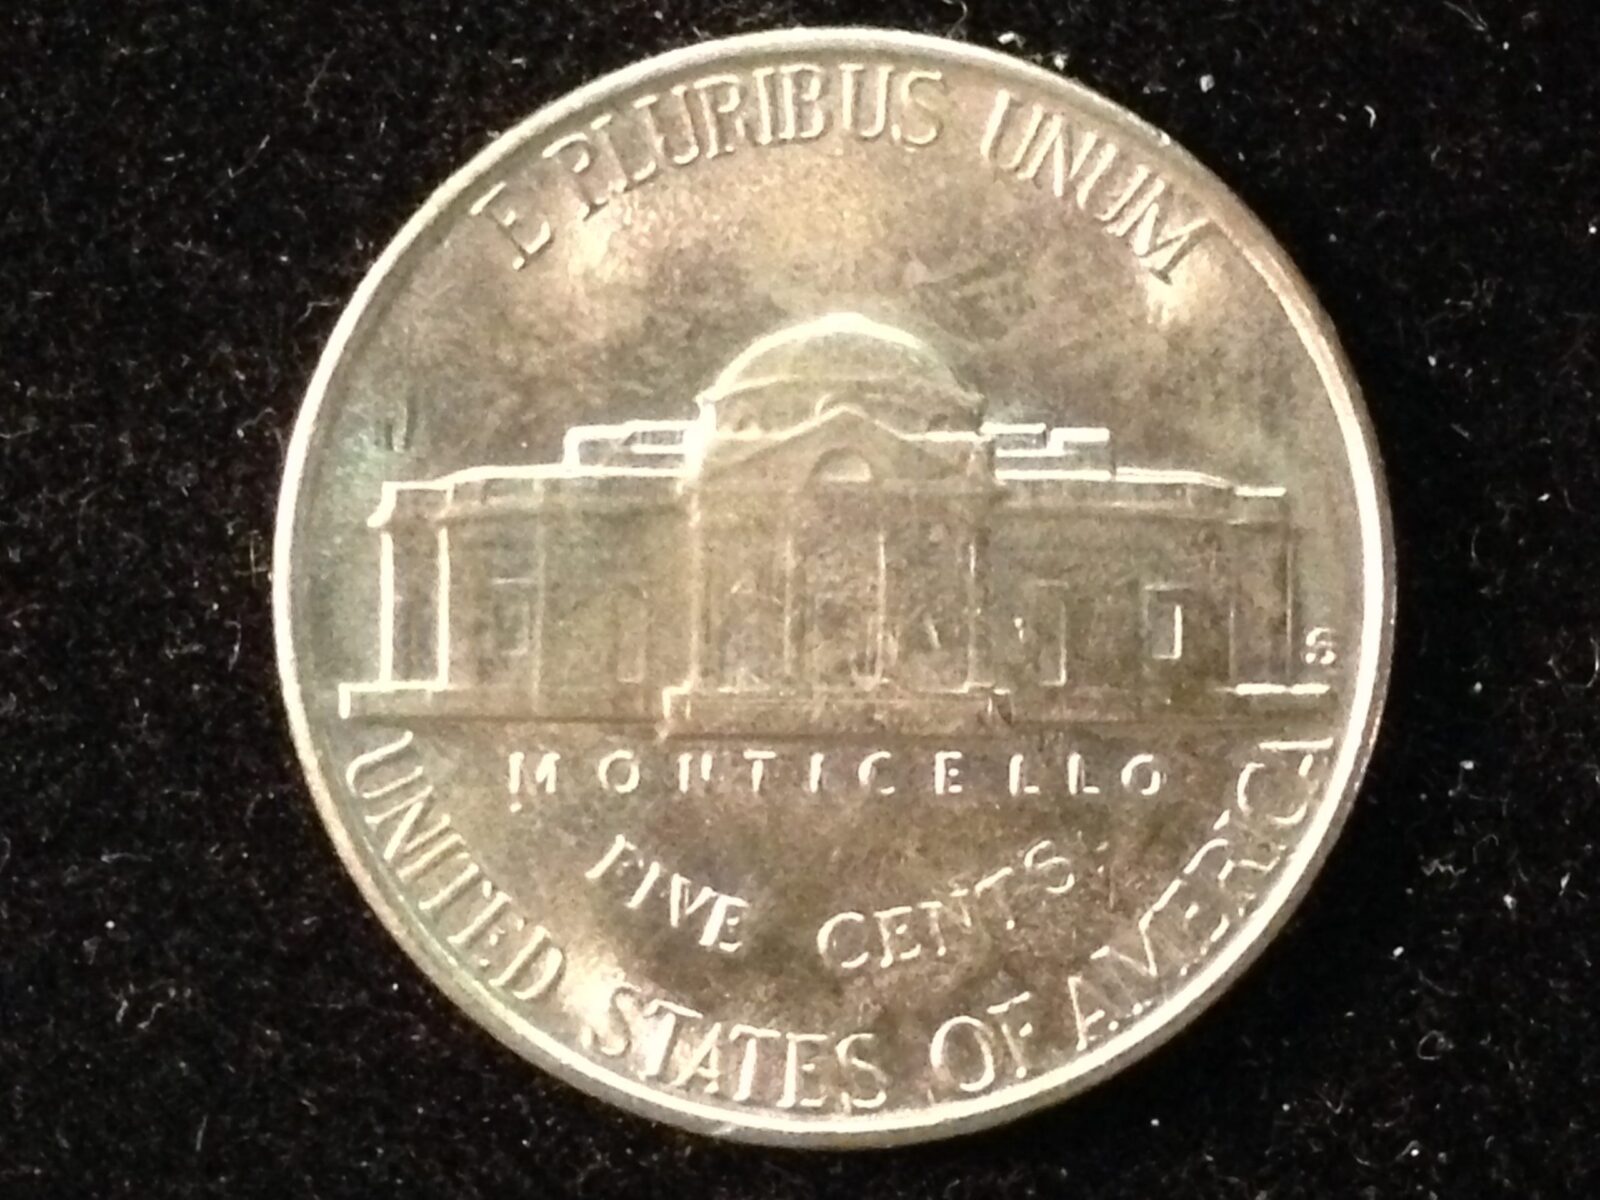 E PLURIBUS UNUM
S
MONTICELLO
FIVE CENTS
UNITED STATES OF AMERICA